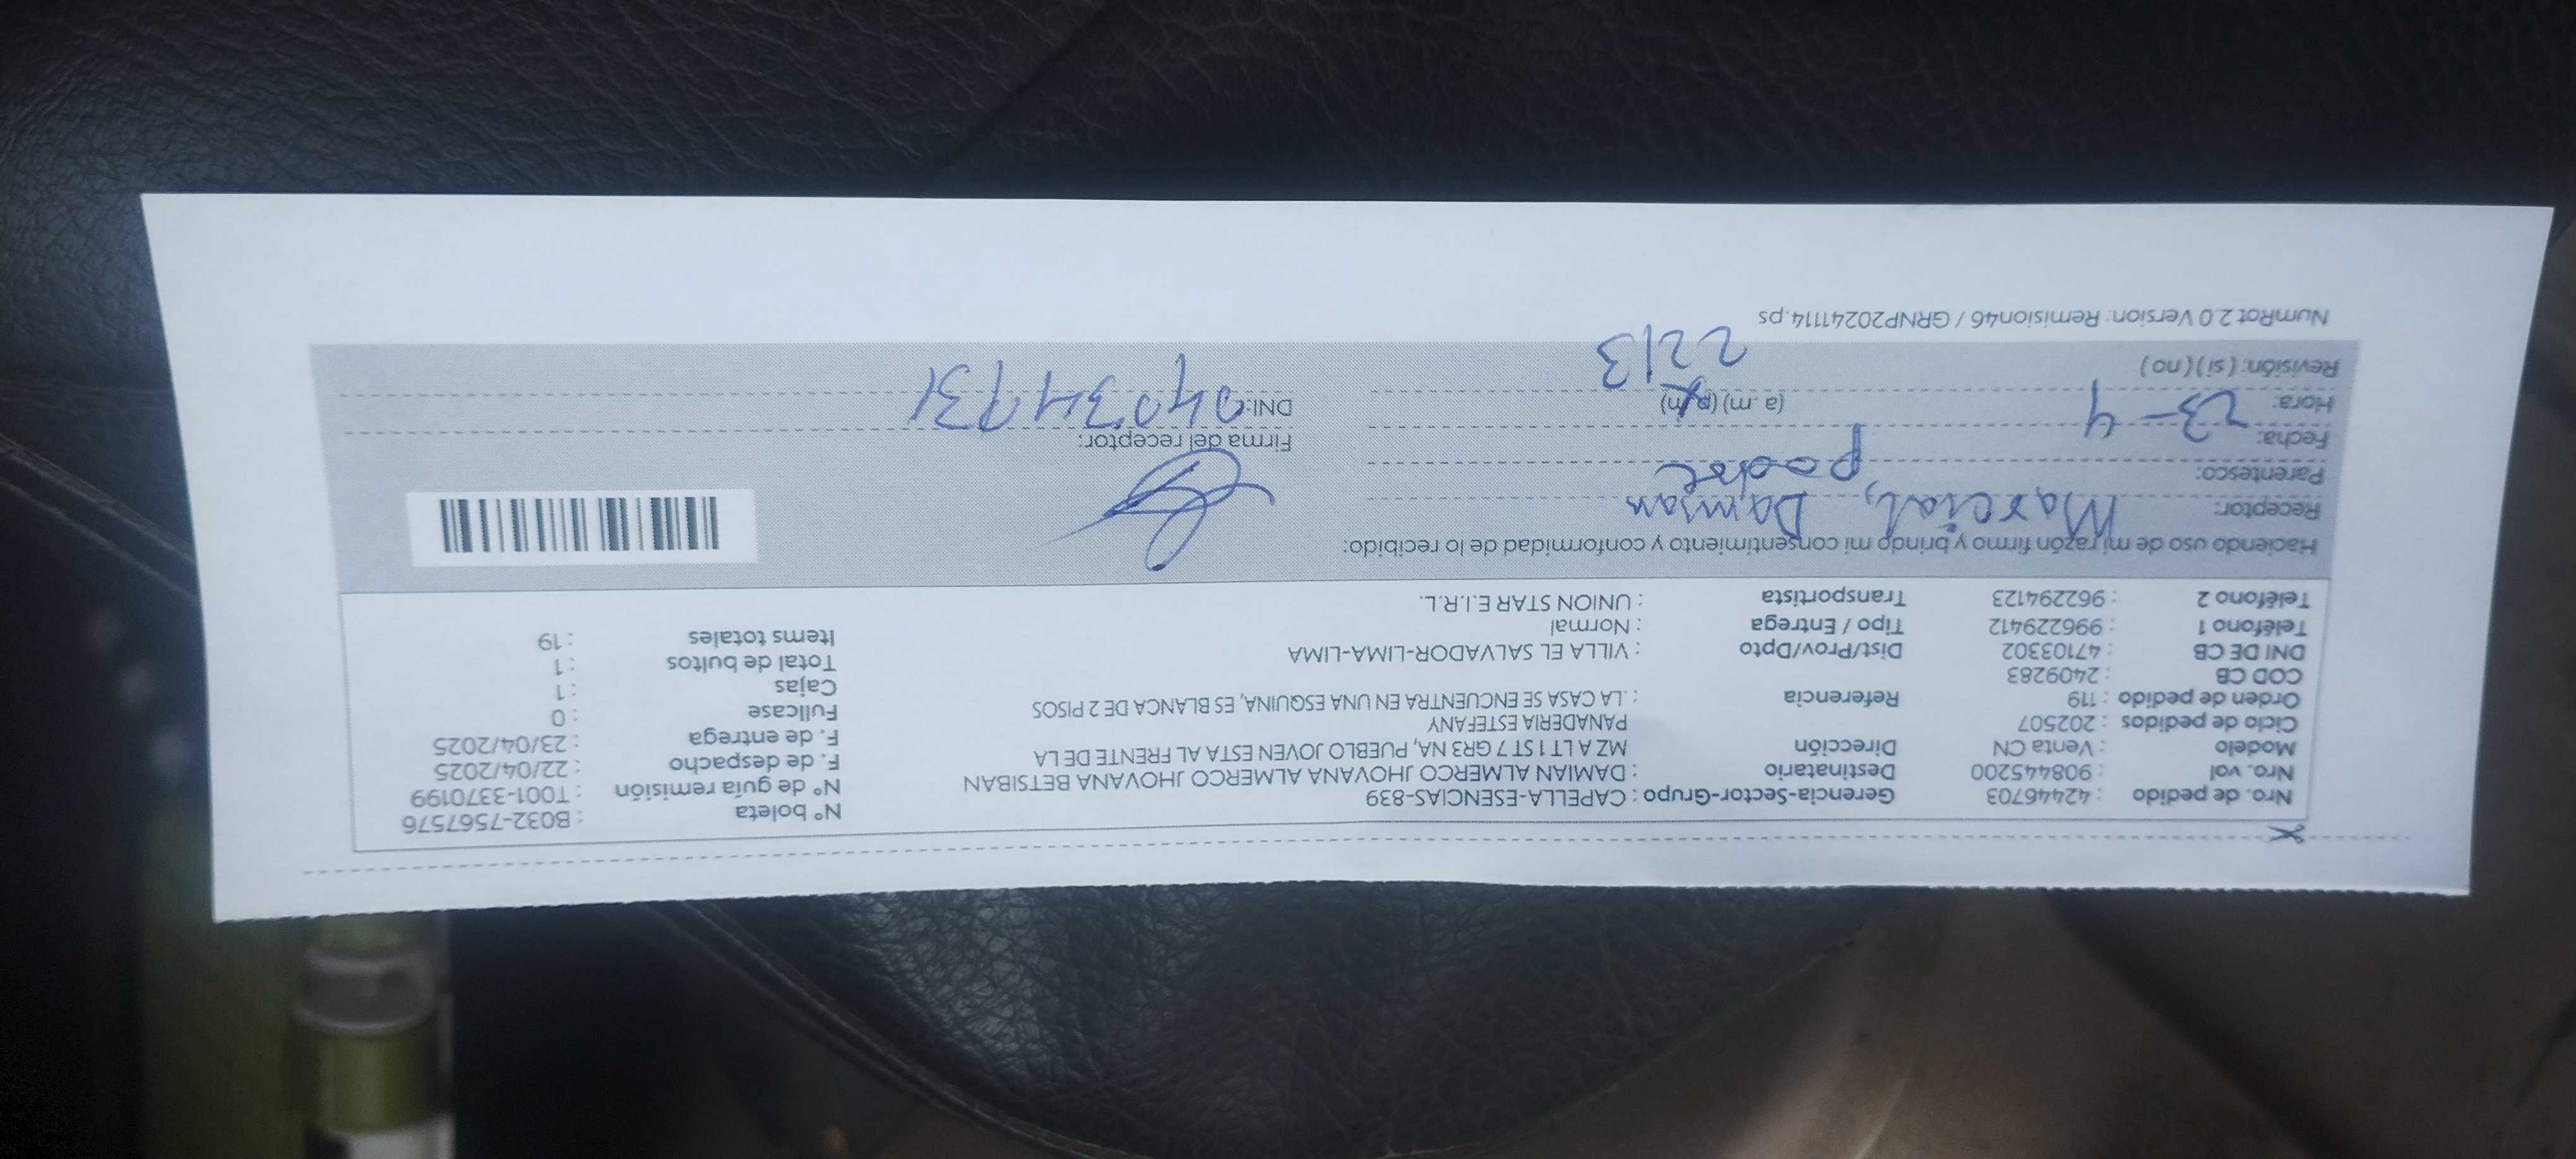 Nro. de pedido : 42446703 Gerencia-Sector-Grupo : CAPELLA-ESENCIAS-839 N° boleta : B032-7567576
Nro. vol : 908445200 Destinatario : DAMIAN ALMERCO JHOVANA ALMERCO JHOVANA BETSIBAN N° de guía remisión : T001-3370199
Modelo : Venta CN Dirección MZ A LT 1 ST 7 GR3 NA, PUEBLO JOVEN ESTA AL FRENTE DE LA F. de despacho : 22/04/2025
Ciclo de pedidos : 202507 PANADERIA ESTEFANY F. de entrega : 23/04/2025
Orden de pedido : 119 Referencia : .LA CASA SE ENCUENTRA EN UNA ESQUINA, ES BLANCA DE 2 PISOS Fullcase : 0
COD CB : 2409283 Cajas : 1
DNI DE CB : 47103302 Dist/Prov/Dpto : VILLA EL SALVADOR-LIMA-LIMA Total de bultos : 1
Teléfono 1 : 996229412 Tipo / Entrega : Normal Items totales : 19
Teléfono 2 : 962294123 Transportista : UNION STAR E.I.R.L.
Haciendo uso de mi razón firmo y brindo mi consentimiento y conformidad de lo recibido:
Receptor: Marcial, Damian
Parentesco: padre
Fecha: 23-4 Firma del receptor:
Hora: (a. m) (p. m) DNI: 04034731
Revisión: ( si ) ( no ) 2213
NumRot 2.0 Version: Remision46 / GRNP20241114.ps